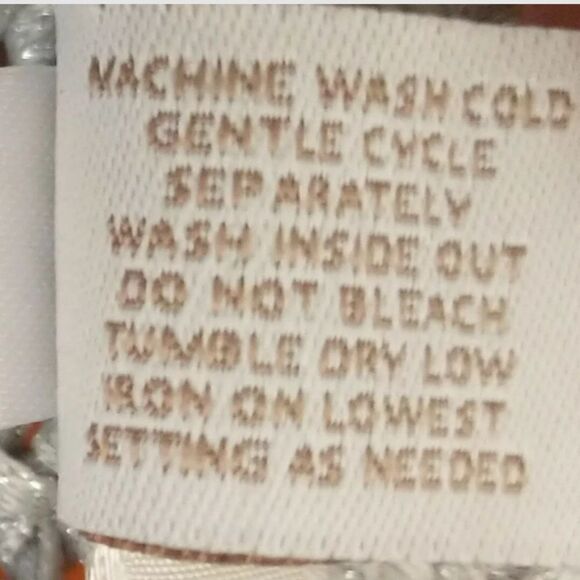 MACHINE WASH COLD
GENTLE CYCLE
SEPARATELY
WASH INSIDE OUT
DO NOT BLEACH
TUMBLE DRY LOW
IRON ON LOWEST
SETTING AS NEEDED